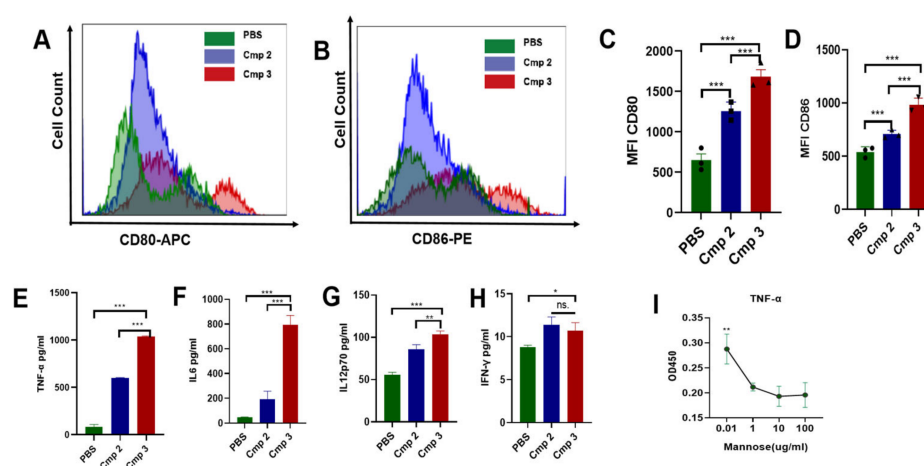 A
PBS
Cmp 2
Cmp 3
Cell Count
CD80-APC
B
PBS
Cmp 2
Cmp 3
Cell Count
CD86-PE
C
MFI CD80
2000
1500
1000
500
0
***
***
***
PBS
Cmp 2
Cmp 3
D
MFI CD86
1000
500
0
***
***
***
PBS
Cmp 2
Cmp 3
E
TNF-α pg/ml
1500
1000
500
0
***
***
PBS
Cmp 2
Cmp 3
F
IL6 pg/ml
1000
800
600
400
200
0
***
***
PBS
Cmp 2
Cmp 3
G
IL12p70 pg/ml
150
100
50
0
***
**
PBS
Cmp 2
Cmp 3
H
IFN-γ pg/ml
15
10
5
0
*
ns.
PBS
Cmp 2
Cmp 3
I
TNF-α
OD450
0.35
0.30
0.25
0.20
0.15
**
0.01 1 10 100
Mannose(ug/ml)